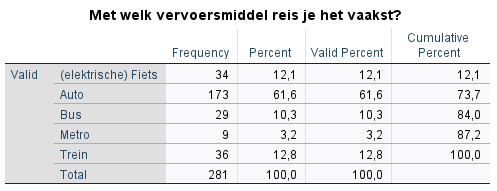 Met welk vervoersmiddel reis je het vaakst?
Frequency Percent Valid Percent Cumulative Percent
Valid (elektrische) Fiets 34 12,1 12,1 12,1
Auto 173 61,6 61,6 73,7
Bus 29 10,3 10,3 84,0
Metro 9 3,2 3,2 87,2
Trein 36 12,8 12,8 100,0
Total 281 100,0 100,0